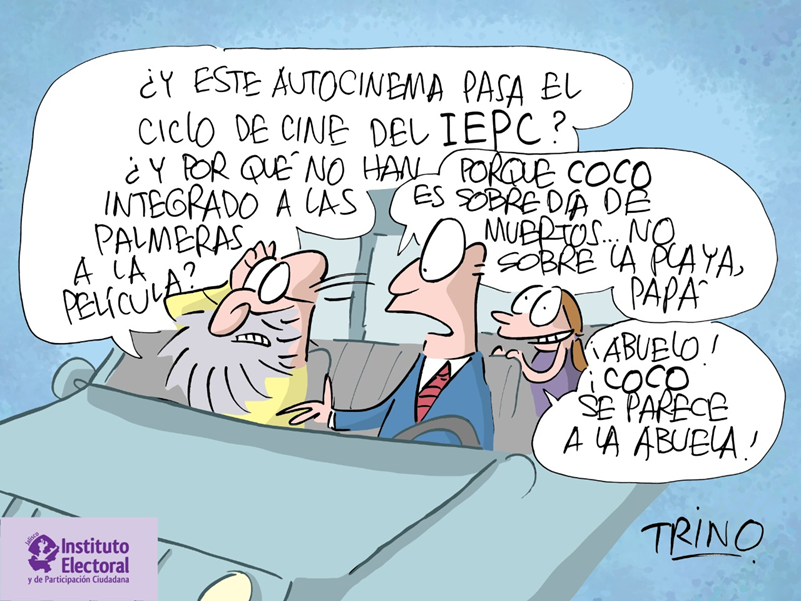 ¿Y ESTE AUTOCINEMA PASA EL
CICLO DE CINE DEL IEPC?
¿Y POR QUÉ NO HAN
INTEGRADO A LAS
PALMERAS
A LA
PELÍCULA?
PORQUE COCO
ES SOBRE DÍA DE
MUERTOS... NO
SOBRE LA PLAYA,
PAPÁ
¡ABUELO!
¡COCO
SE PARECE
A LA ABUELA!
TRINO
Jalisco
Instituto
Electoral
y de Participación Ciudadana